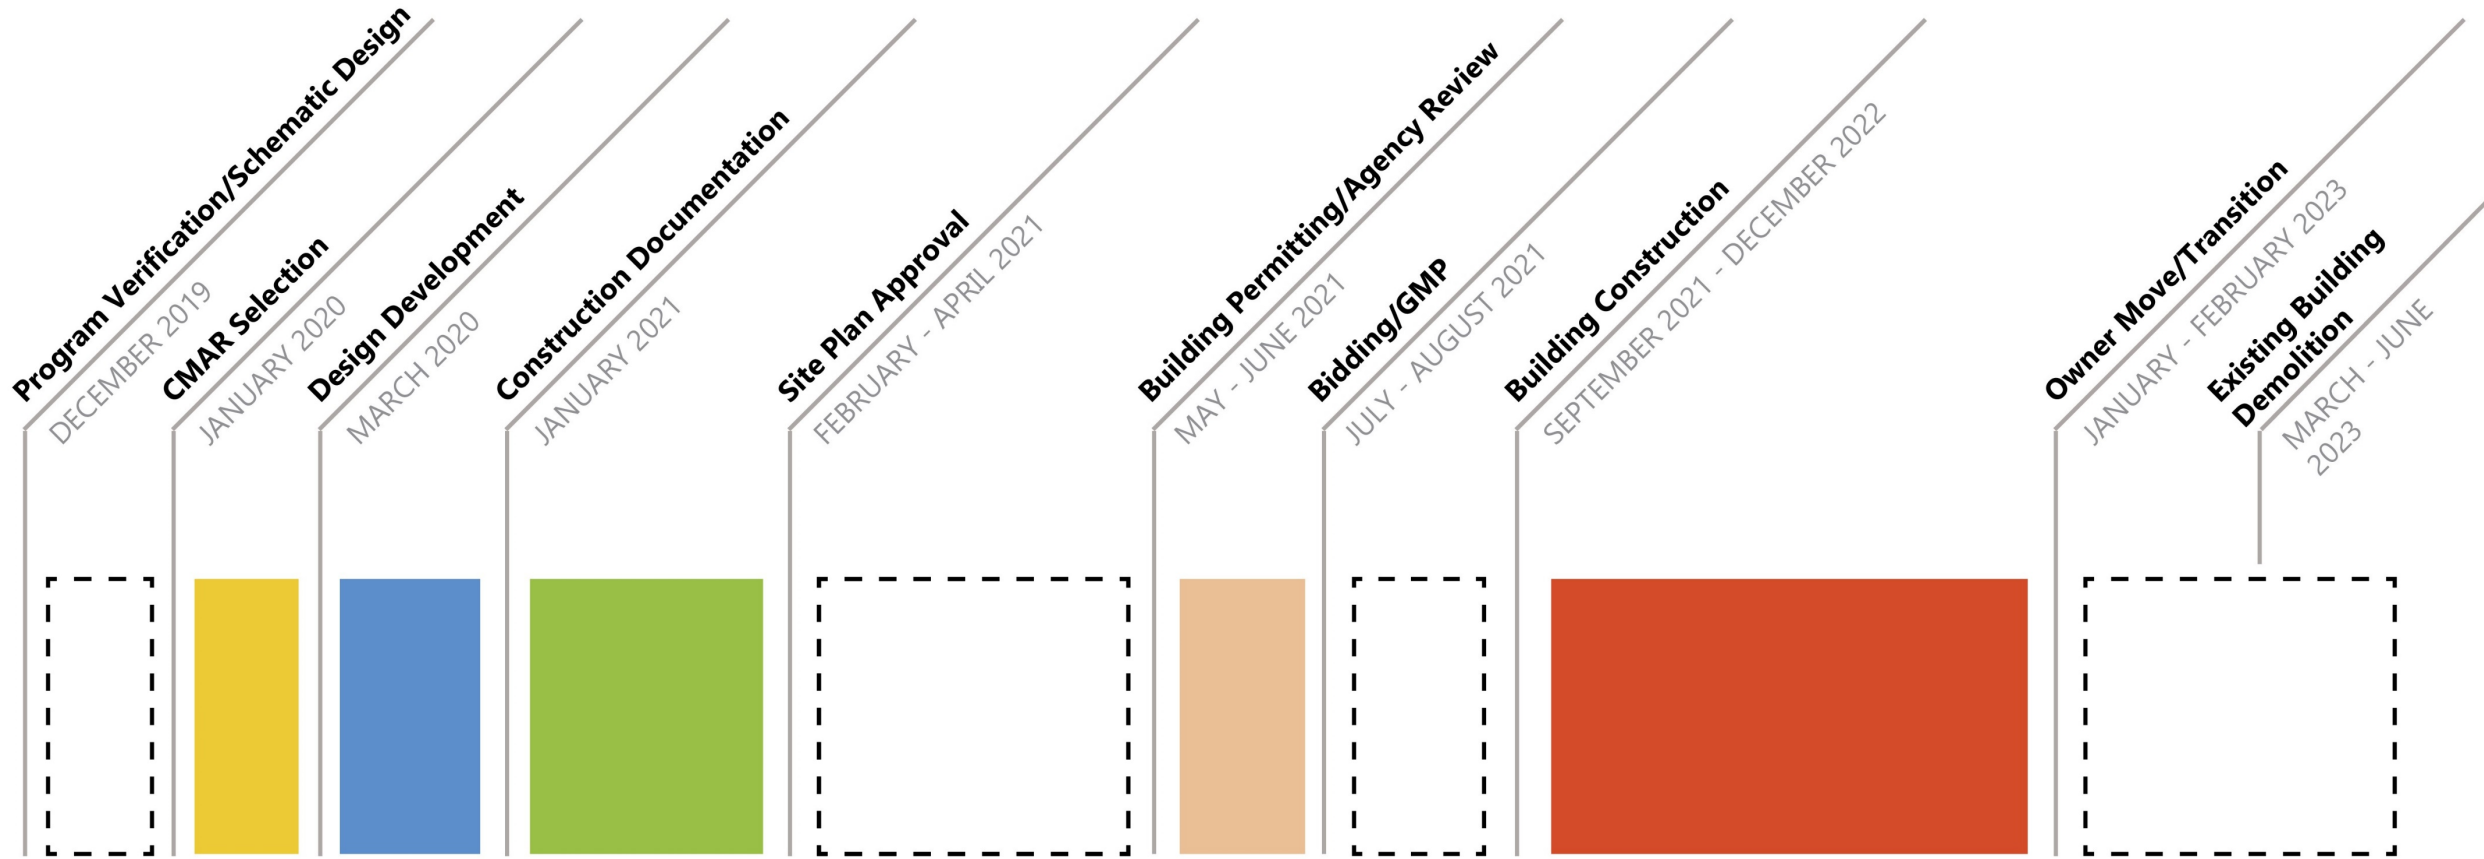 Program Verification/Schematic Design
DECEMBER 2019
CMAR Selection
JANUARY 2020
Design Development
MARCH 2020
Construction Documentation
JANUARY 2021
Site Plan Approval
FEBRUARY - APRIL 2021
Building Permitting/Agency Review
MAY - JUNE 2021
Bidding/GMP
JULY - AUGUST 2021
Building Construction
SEPTEMBER 2021 - DECEMBER 2022
Owner Move/Transition
JANUARY - FEBRUARY 2023
Existing Building
Demolition
MARCH - JUNE
2023